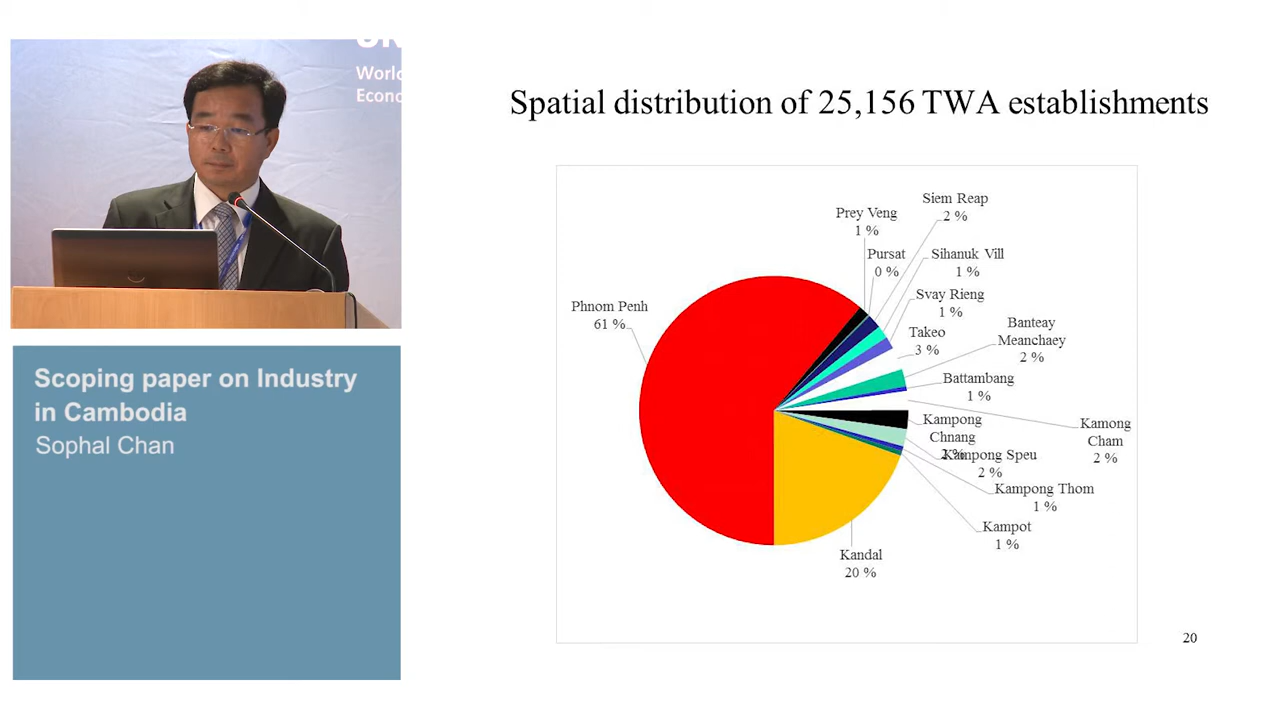 World
Econo
Scoping paper on Industry
in Cambodia
Sophal Chan
Spatial distribution of 25,156 TWA establishments
Siem Reap
2 %
Prey Veng
1 %
Pursat
0 %
Sihanuk Vill
1 %
Svay Rieng
1 %
Phnom Penh
61 %
Takeo
3 %
Banteay
Meanchaey
2 %
Battambang
1 %
Kamong
Cham
2 %
Kampong
Chnang
2 %
Kampong Speu
2 %
Kampong Thom
1 %
Kampot
1 %
Kandal
20 %
20